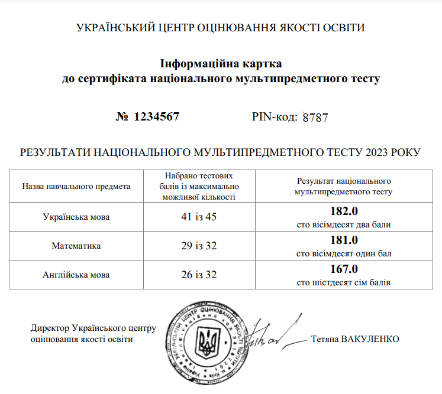 УКРАЇНСЬКИЙ ЦЕНТР ОЦІНЮВАННЯ ЯКОСТІ ОСВІТИ
Інформаційна картка
до сертифіката національного мультипредметного тесту
№ 1234567 PIN-код: 8787
РЕЗУЛЬТАТИ НАЦІОНАЛЬНОГО МУЛЬТИПРЕДМЕТНОГО ТЕСТУ 2023 РОКУ
Назва навчального предмета
Набрано тестових
балів із максимально
можливої кількості
Результат національного
мультипредметного тесту
Українська мова
41 із 45
182.0
сто вісімдесят два бали
Математика
29 із 32
181.0
сто вісімдесят один бал
Англійська мова
26 із 32
167.0
сто шістдесят сім балів
Директор Українського центру
оцінювання якості освіти
Тетяна ВАКУЛЕНКО